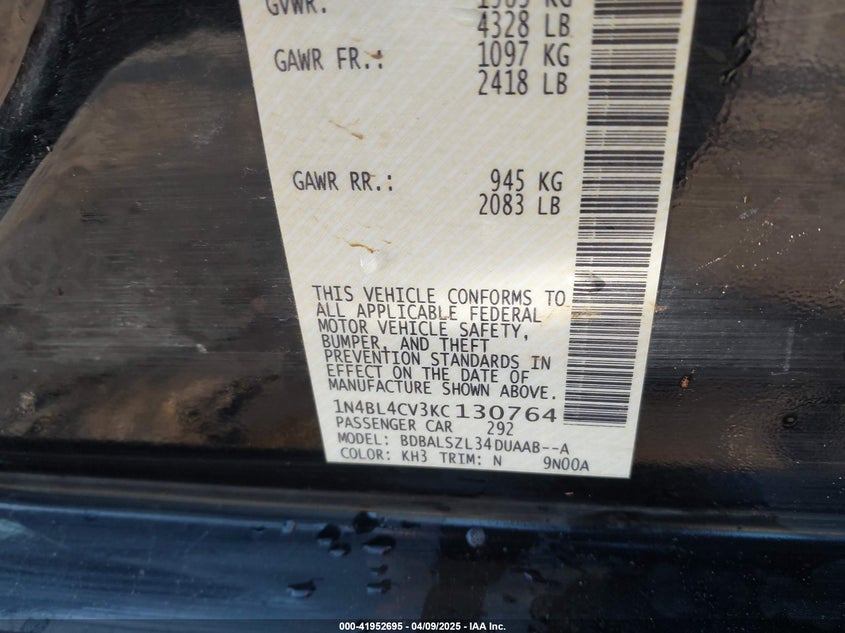 GVWR:
4328 LB
GAWR FR.: 1097 KG
2418 LB
GAWR RR.: 945 KG
2083 LB
THIS VEHICLE CONFORMS TO
ALL APPLICABLE FEDERAL
MOTOR VEHICLE SAFETY,
BUMPER, AND THEFT
PREVENTION STANDARDS IN
EFFECT ON THE DATE OF
MANUFACTURE SHOWN ABOVE.
1N4BL4CV3KC130764
PASSENGER CAR 292
MODEL: BDBALSZL34DUAAB--A
COLOR: KH3 TRIM: N 9N00A
000-41952695 - 04/09/2025 - IAA Inc.